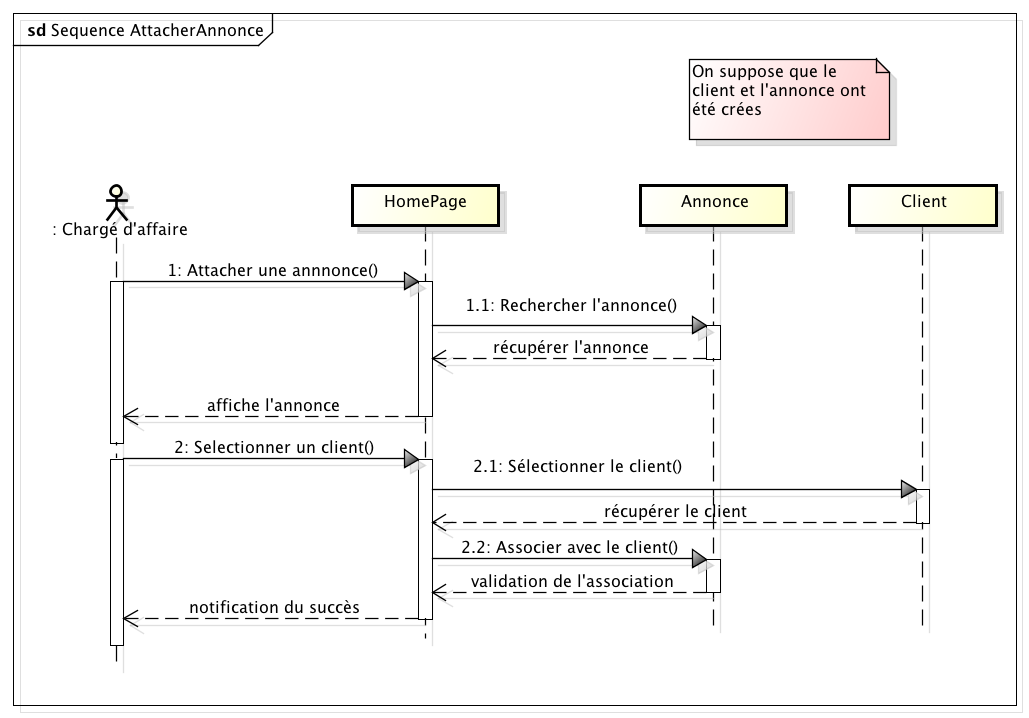 sd Sequence AttacherAnnonce
On suppose que le
client et l'annonce ont
été crées
: Chargé d'affaire
HomePage
Annonce
Client
1: Attacher une annnonce()
1.1: Rechercher l'annonce()
récupérer l'annonce
affiche l'annonce
2: Selectionner un client()
2.1: Sélectionner le client()
récupérer le client
2.2: Associer avec le client()
validation de l'association
notification du succès